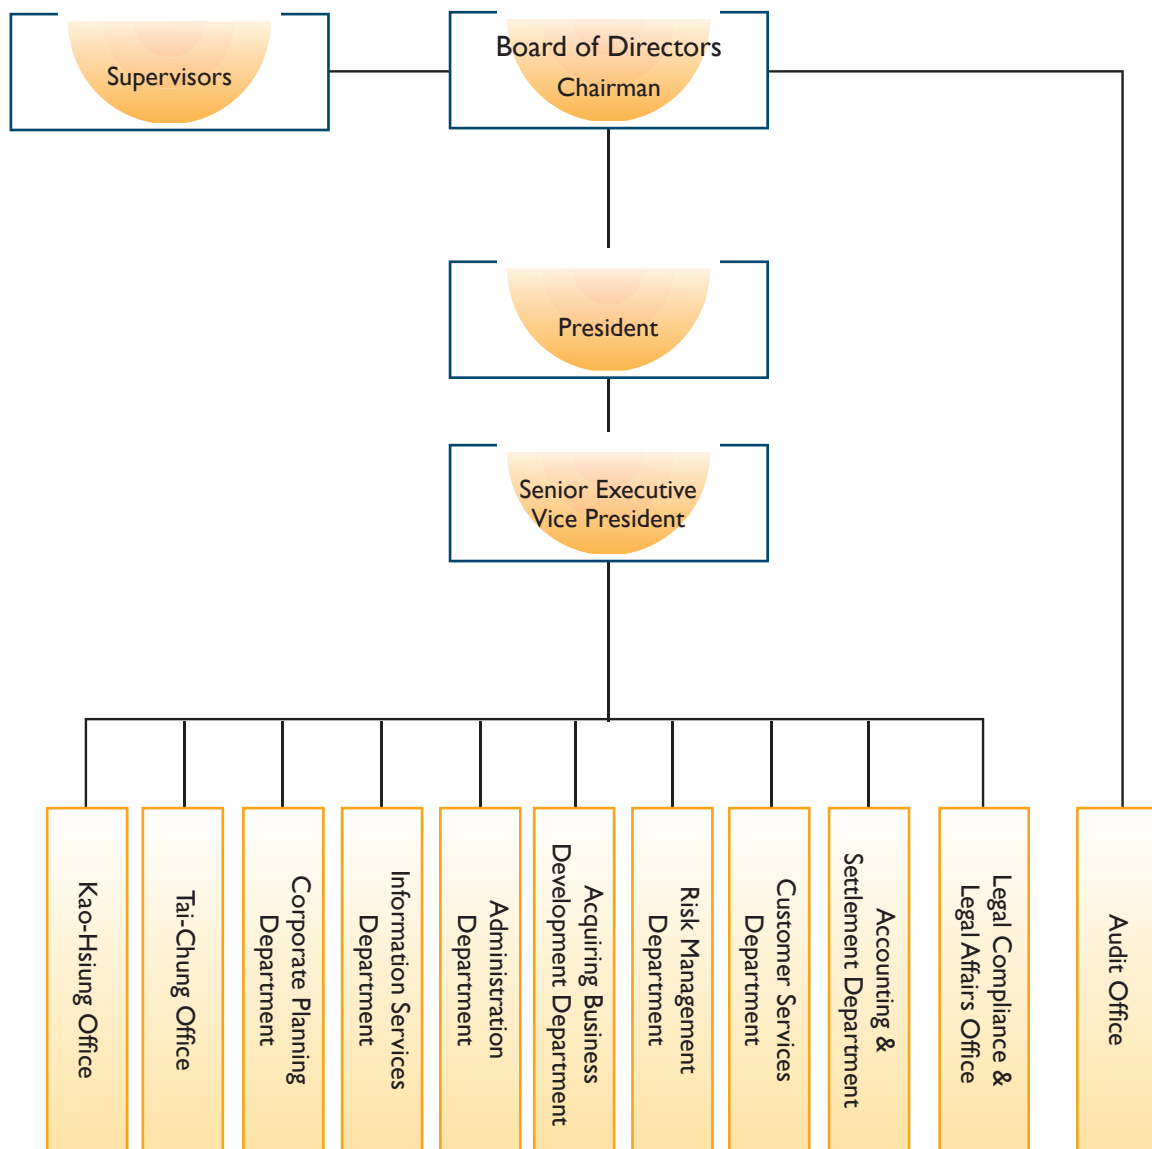 Supervisors
Board of Directors
Chairman
President
Senior Executive
Vice President
Kao-Hsiung Office
Tai-Chung Office
Corporate Planning
Department
Information Services
Department
Administration
Department
Acquiring Business
Development Department
Risk Management
Department
Customer Services
Department
Accounting &
Settlement Department
Legal Compliance &
Legal Affairs Office
Audit Office